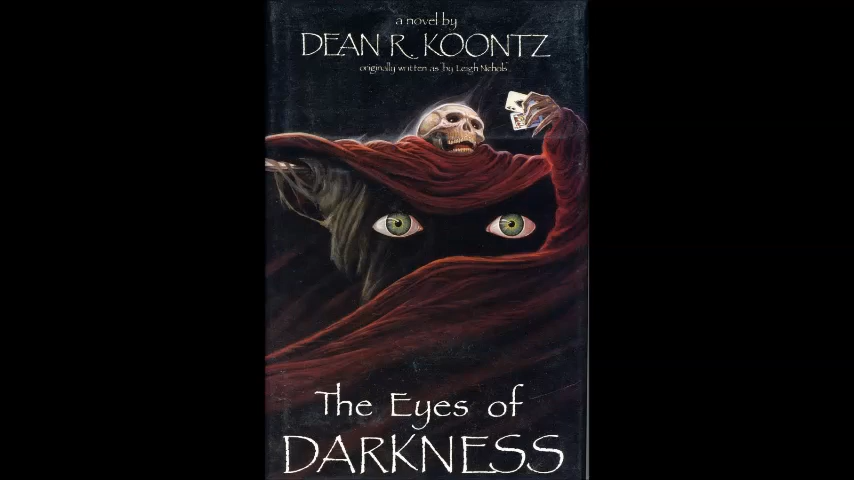 a novel by
DEAN R. KOONTZ
originally written as "by Leigh Nichols"
The Eyes of
DARKNESS